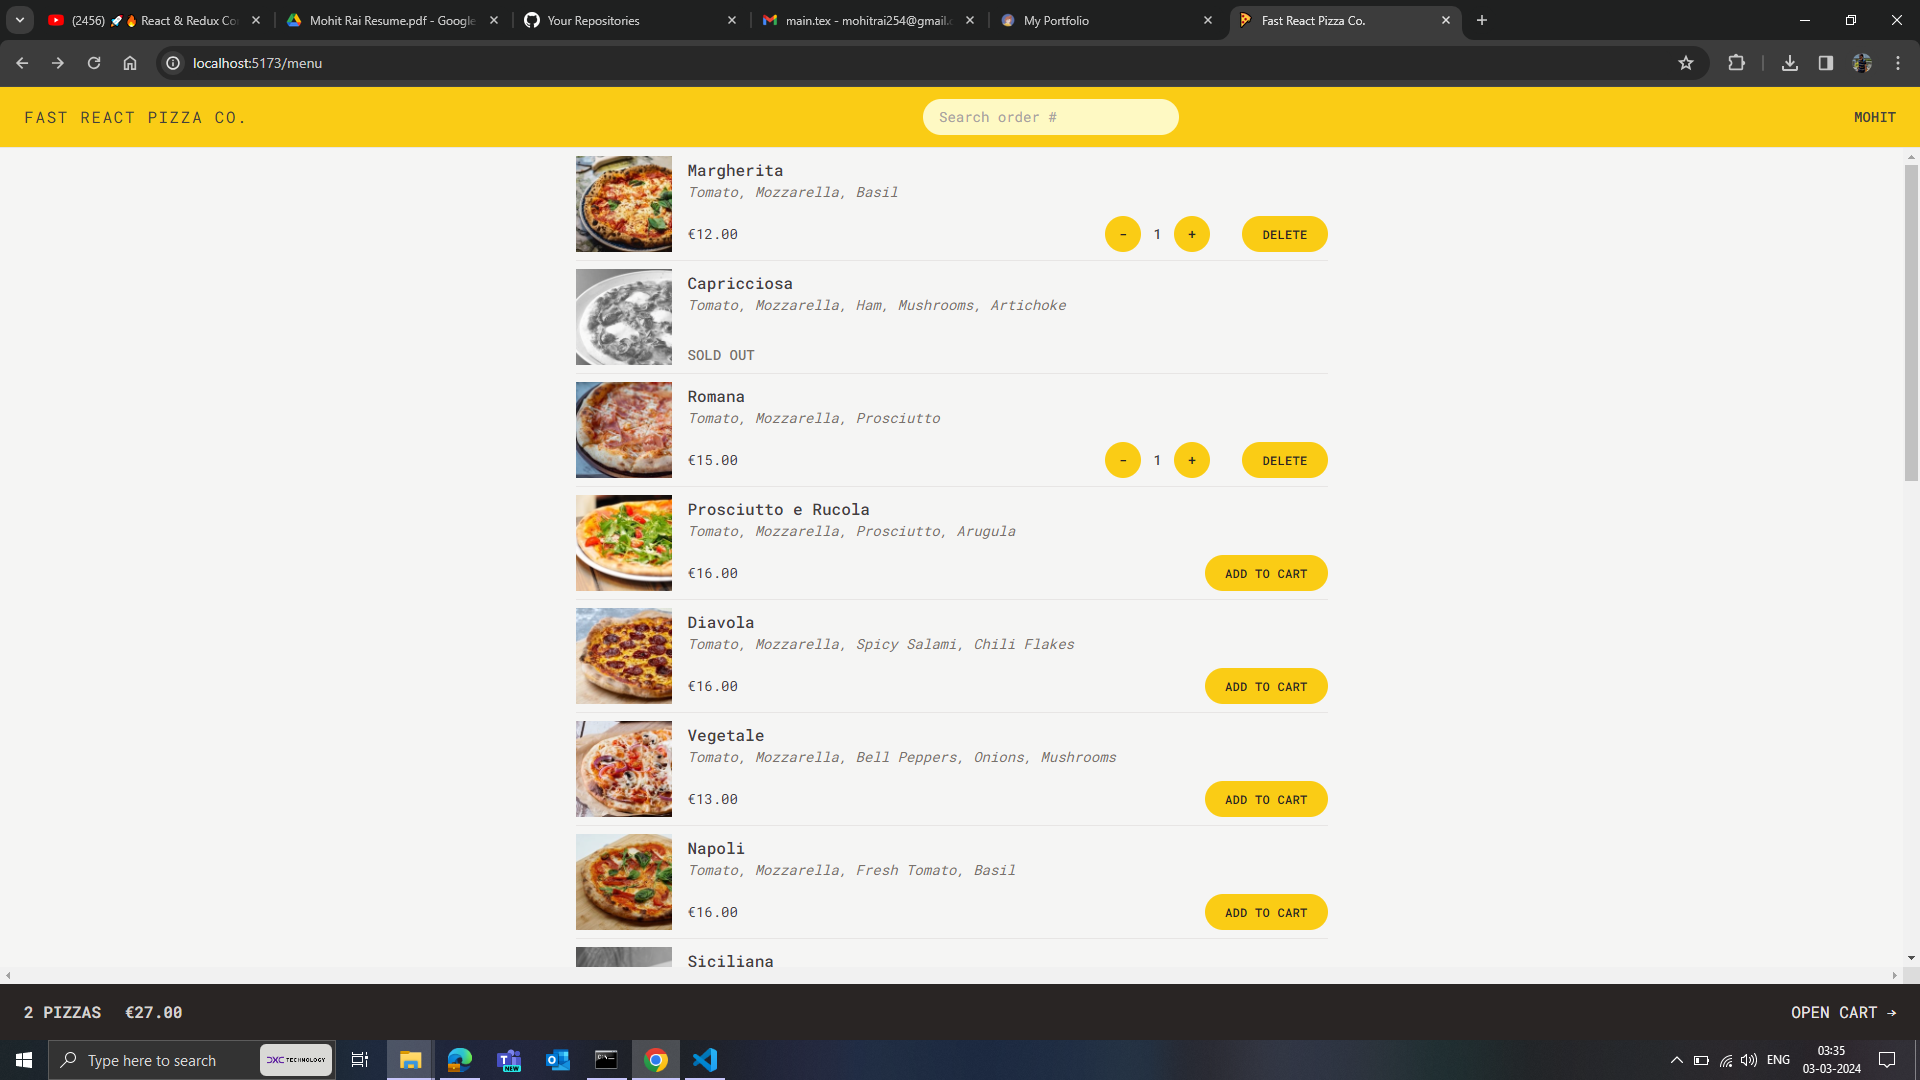 (2456) 🚀🔥 React & Redux Co
Mohit Rai Resume.pdf - Google
Your Repositories
main.tex - mohitrai254@gmail.
My Portfolio
Fast React Pizza Co.
localhost:5173/menu
FAST REACT PIZZA CO.
Search order #
MOHIT
Margherita
Tomato, Mozzarella, Basil
€12.00
- 1 + DELETE
Capricciosa
Tomato, Mozzarella, Ham, Mushrooms, Artichoke
SOLD OUT
Romana
Tomato, Mozzarella, Prosciutto
€15.00
- 1 + DELETE
Prosciutto e Rucola
Tomato, Mozzarella, Prosciutto, Arugula
€16.00
ADD TO CART
Diavola
Tomato, Mozzarella, Spicy Salami, Chili Flakes
€16.00
ADD TO CART
Vegetale
Tomato, Mozzarella, Bell Peppers, Onions, Mushrooms
€13.00
ADD TO CART
Napoli
Tomato, Mozzarella, Fresh Tomato, Basil
€16.00
ADD TO CART
Siciliana
2 PIZZAS €27.00
OPEN CART →
Type here to search
DXC TECHNOLOGY
NEW
ENG
03:35
03-03-2024